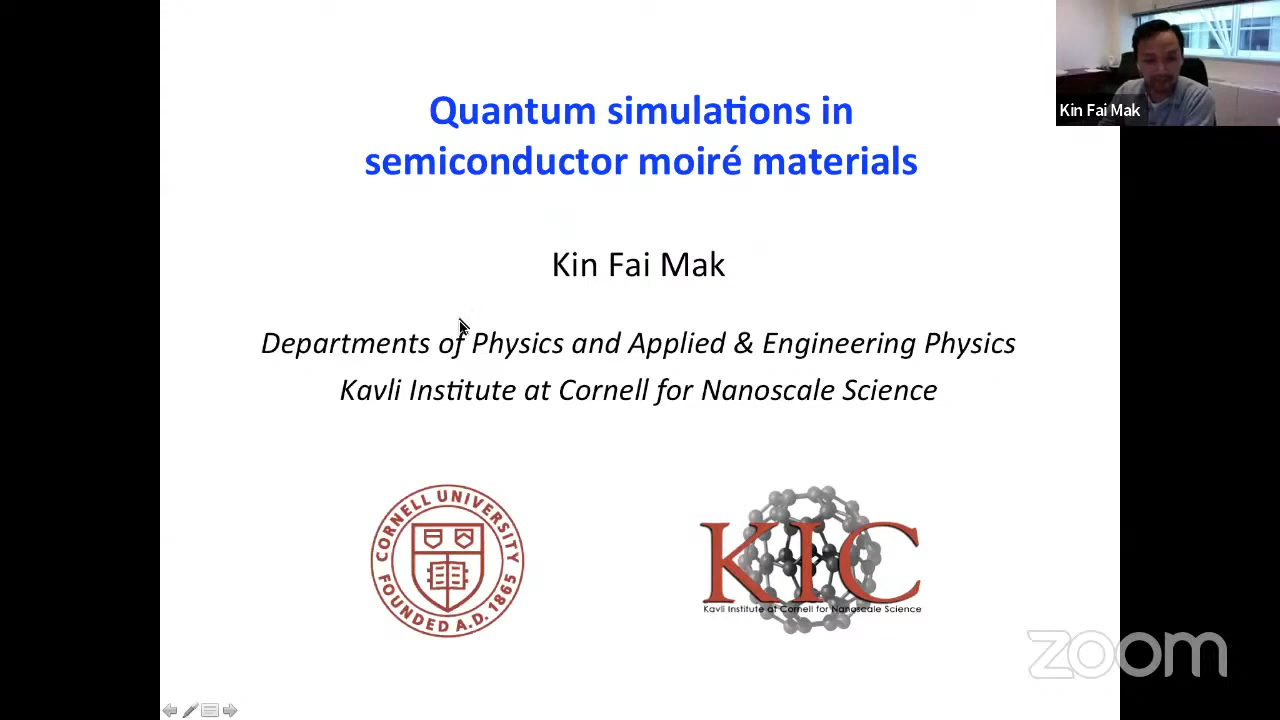 Quantum simulations in
semiconductor moiré materials
Kin Fai Mak
Kin Fai Mak
Departments of Physics and Applied & Engineering Physics
Kavli Institute at Cornell for Nanoscale Science
CORNELL UNIVERSITY
FOUNDED A.D. 1865
KIC
Kavli Institute at Cornell for Nanoscale Science
zoom